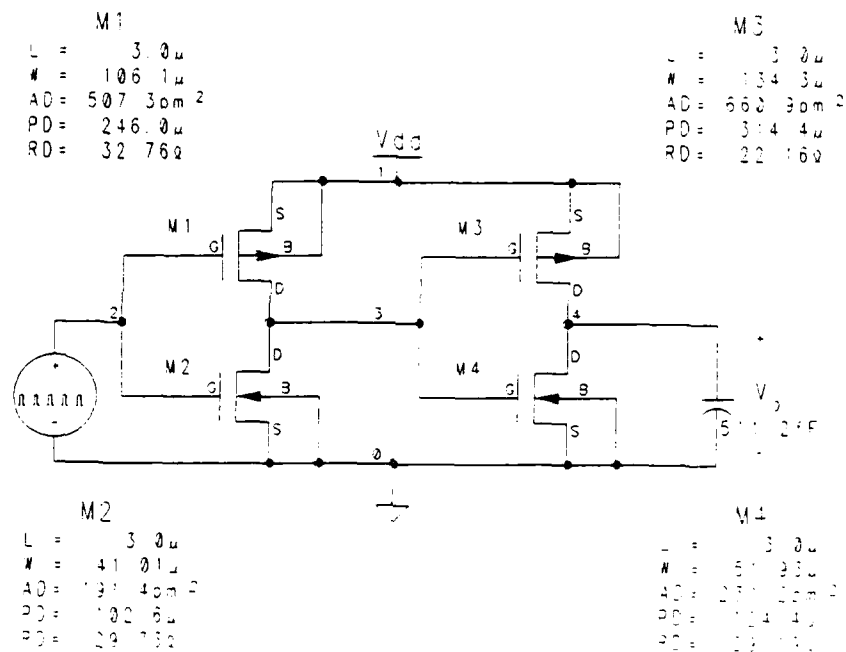 M1
L = 3.0µ
W = 106.1µ
AD= 507.3pm²
PD= 246.0µ
RD= 32.76Ω
M3
L = 3.0µ
W = 134.3µ
AD= 660.9pm²
PD= 314.4µ
RD= 22.16Ω
Vdd
1
S
M1
G
B
D
S
M3
G
B
D
2
3
4
+
D
M2
G
B
S
D
M4
G
B
S
+
-
V
-
0
M2
L = 3.0µ
W = 41.01µ
AD= 191.4pm²
PD= 102.6µ
M4
= 3.0µ
W =